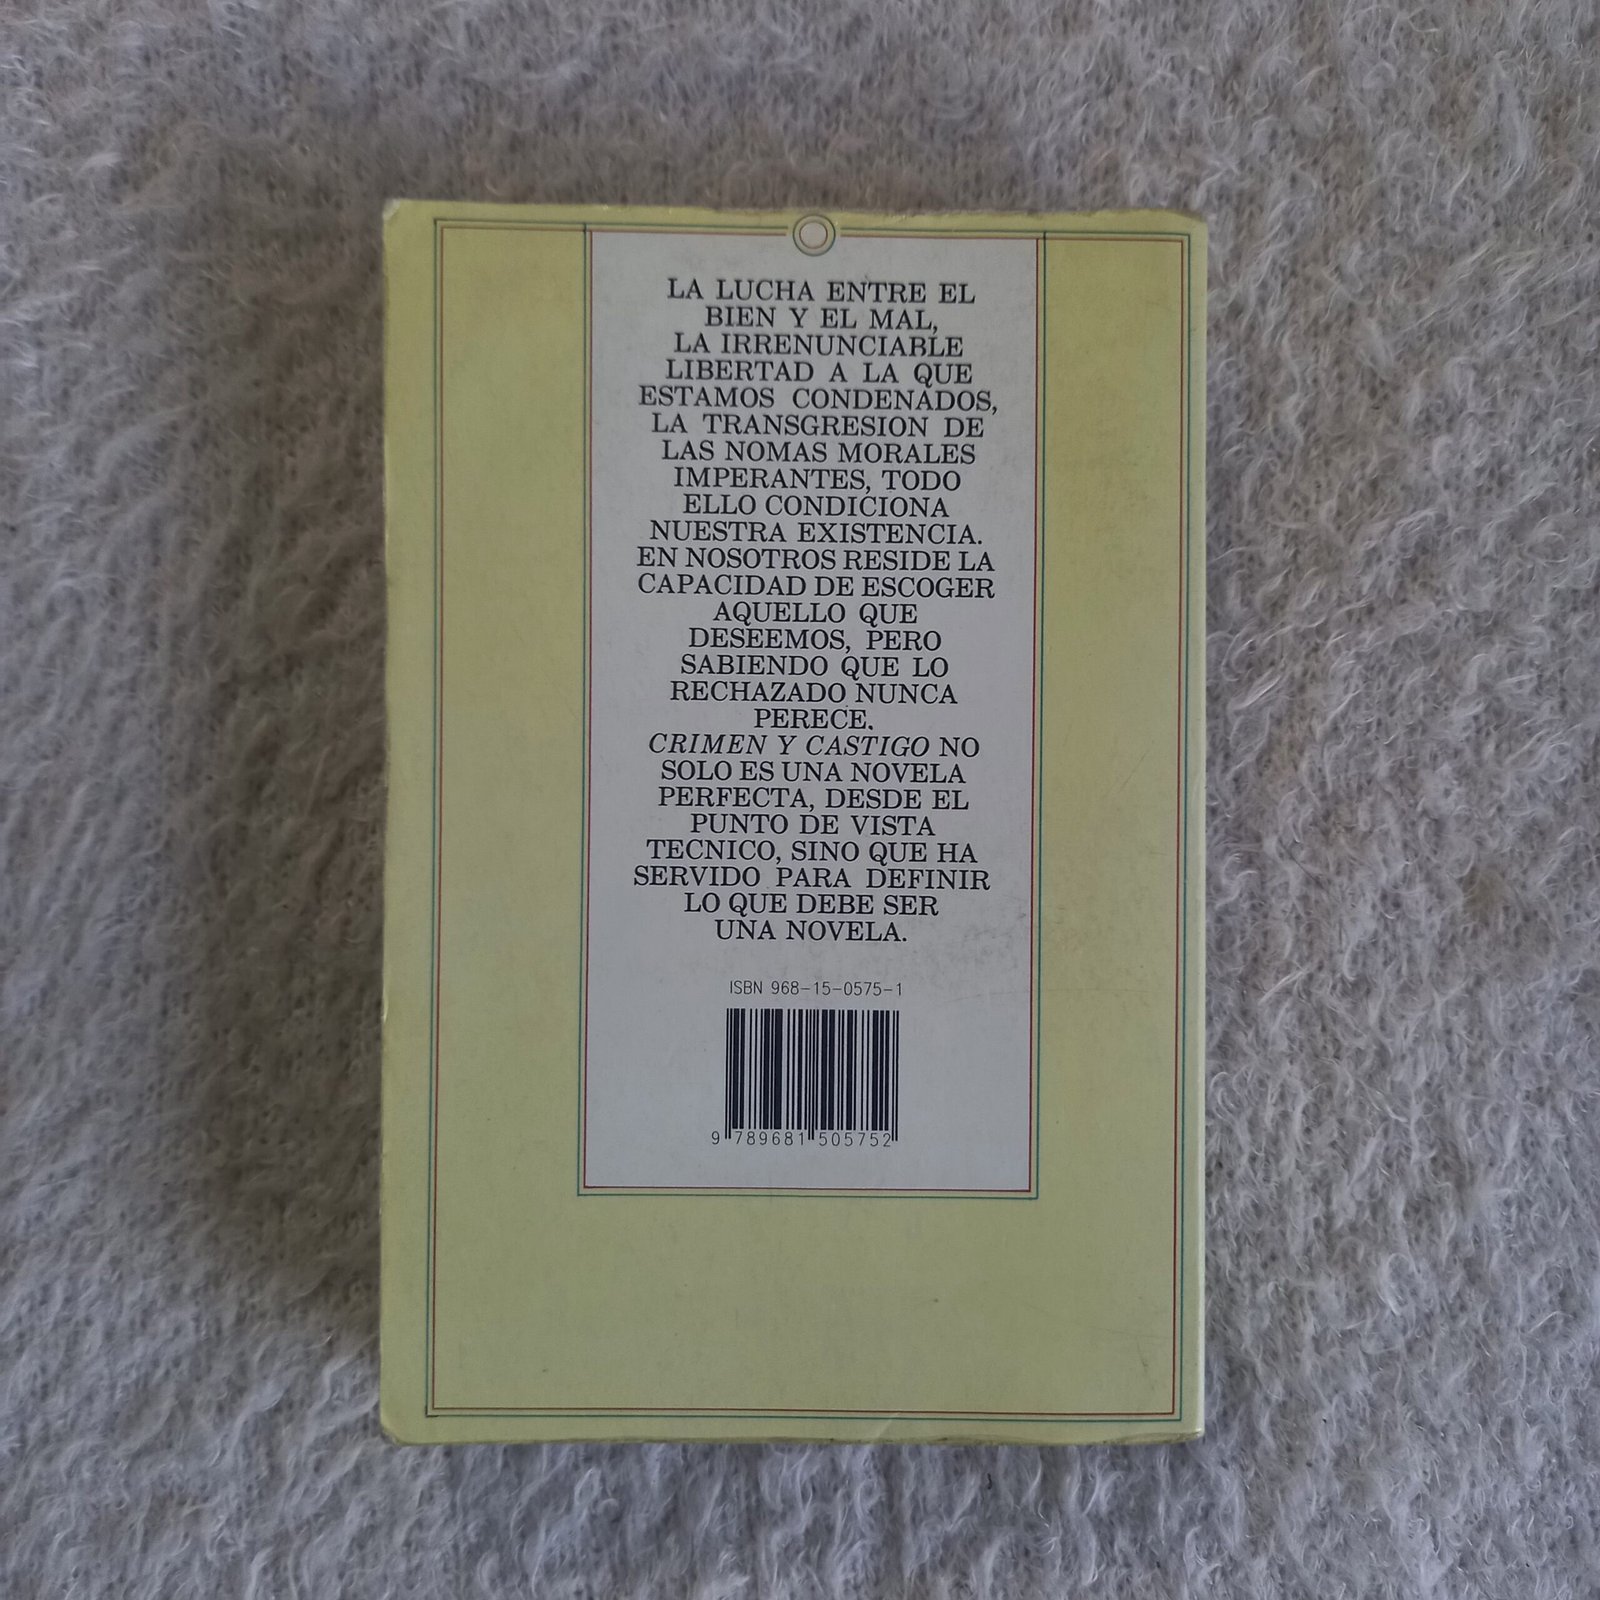 LA LUCHA ENTRE EL
BIEN Y EL MAL,
LA IRRENUNCIABLE
LIBERTAD A LA QUE
ESTAMOS CONDENADOS,
LA TRANSGRESION DE
LAS NOMAS MORALES
IMPERANTES, TODO
ELLO CONDICIONA
NUESTRA EXISTENCIA.
EN NOSOTROS RESIDE LA
CAPACIDAD DE ESCOGER
AQUELLO QUE
DESEEMOS, PERO
SABIENDO QUE LO
RECHAZADO NUNCA
PERECE.
CRIMEN Y CASTIGO NO
SOLO ES UNA NOVELA
PERFECTA, DESDE EL
PUNTO DE VISTA
TECNICO, SINO QUE HA
SERVIDO PARA DEFINIR
LO QUE DEBE SER
UNA NOVELA.
ISBN 968-15-0575-1
9 789681 505752